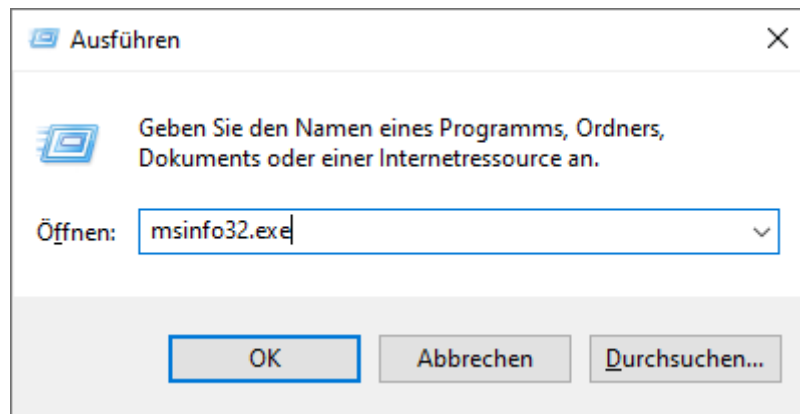 Ausführen
Geben Sie den Namen eines Programms, Ordners,
Dokuments oder einer Internetressource an.
Öffnen: msinfo32.exe
OK Abbrechen Durchsuchen...